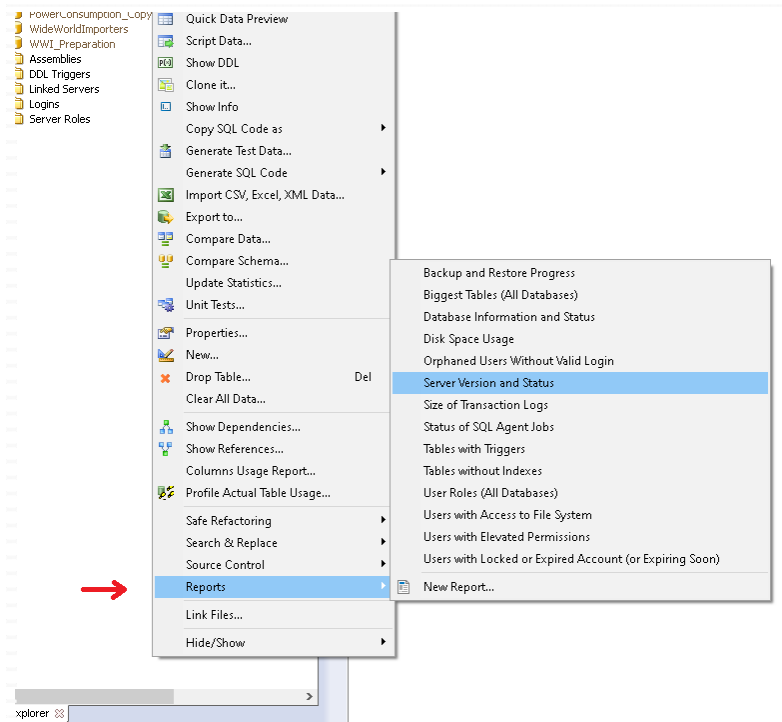 PowerConsumption_Copy
WideWorldImporters
WWI_Preparation
Assemblies
DDL Triggers
Linked Servers
Logins
Server Roles
Quick Data Preview
Script Data...
Show DDL
Clone it...
Show Info
Copy SQL Code as
Generate Test Data...
Generate SQL Code
Import CSV, Excel, XML Data...
Export to...
Compare Data...
Compare Schema...
Update Statistics...
Unit Tests...
Properties...
New...
Drop Table... Del
Clear All Data...
Show Dependencies...
Show References...
Columns Usage Report...
Profile Actual Table Usage...
Safe Refactoring
Search & Replace
Source Control
Reports
Link Files...
Hide/Show
Backup and Restore Progress
Biggest Tables (All Databases)
Database Information and Status
Disk Space Usage
Orphaned Users Without Valid Login
Server Version and Status
Size of Transaction Logs
Status of SQL Agent Jobs
Tables with Triggers
Tables without Indexes
User Roles (All Databases)
Users with Access to File System
Users with Elevated Permissions
Users with Locked or Expired Account (or Expiring Soon)
New Report...
xplorer